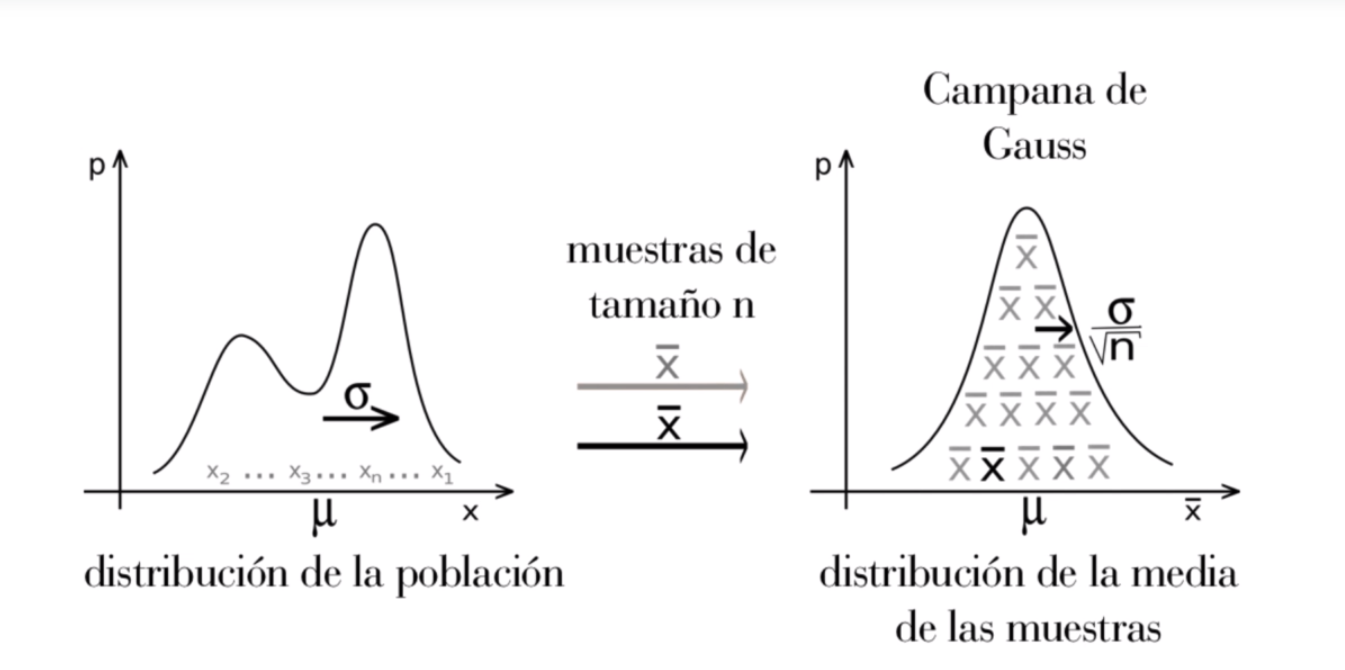 Campana de
Gauss
p
p
muestras de
tamaño n
x̅
x̅
σ
x₂ ... x₃... xₙ... x₁
μ
x
x̅
x̅ x̅
x̅ x̅ x̅
x̅ x̅ x̅ x̅
x̅ x̅ x̅ x̅ x̅
σ
√n
μ
x̅
distribución de la población
distribución de la media
de las muestras